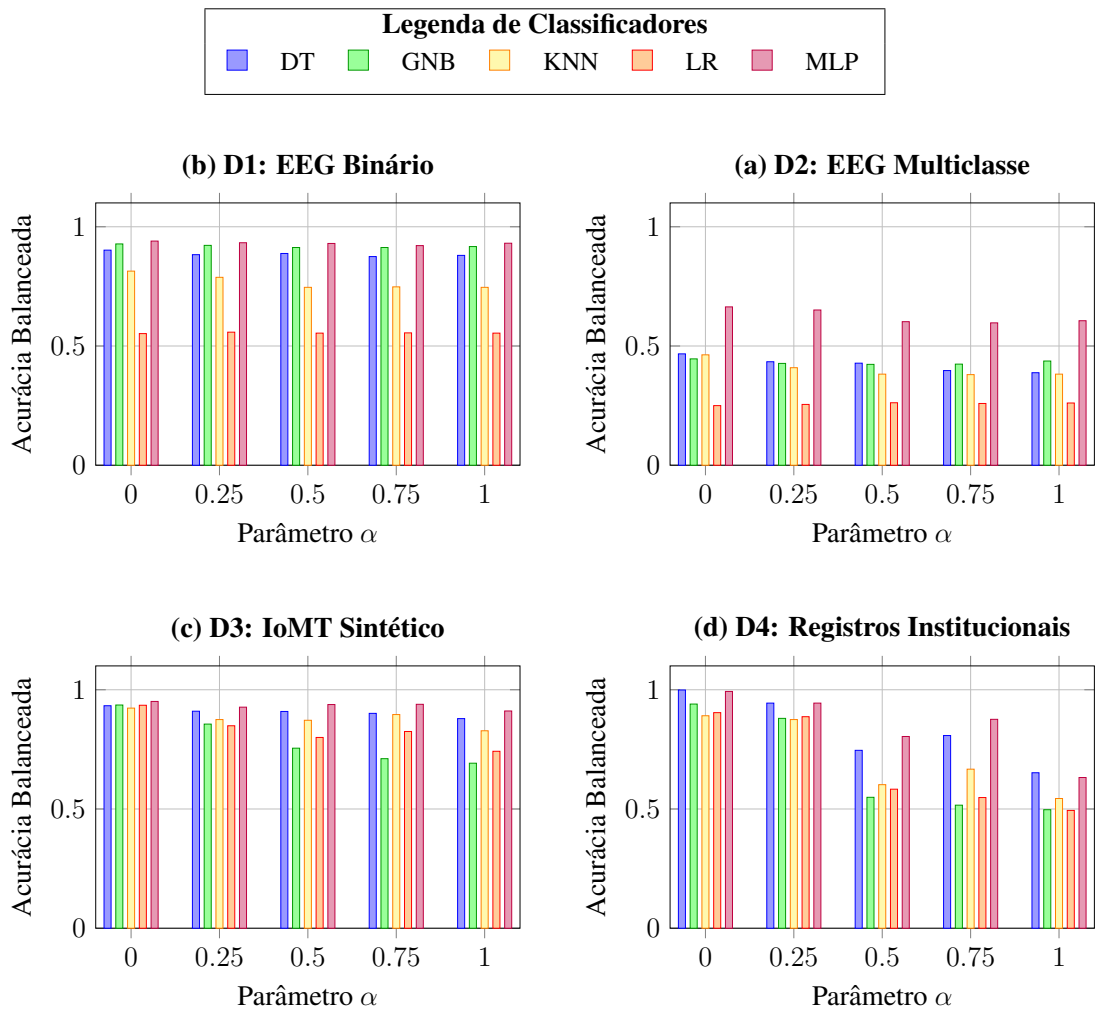 Legenda de Classificadores
DT GNB KNN LR MLP
(b) D1: EEG Binário
1
0.5
0
Acurácia Balanceada
0 0.25 0.5 0.75 1
Parâmetro α
(a) D2: EEG Multiclasse
1
0.5
0
Acurácia Balanceada
0 0.25 0.5 0.75 1
Parâmetro α
(c) D3: IoMT Sintético
1
0.5
0
Acurácia Balanceada
0 0.25 0.5 0.75 1
Parâmetro α
(d) D4: Registros Institucionais
1
0.5
0
Acurácia Balanceada
0 0.25 0.5 0.75 1
Parâmetro α